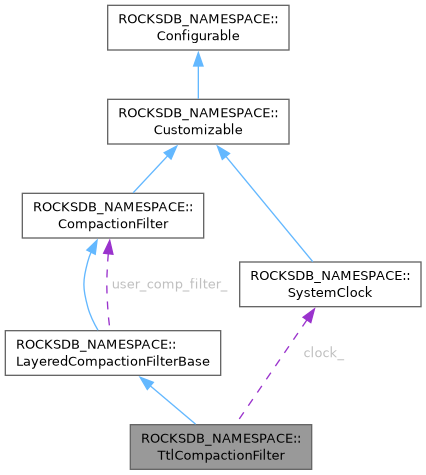 ROCKSDB_NAMESPACE::
Configurable
ROCKSDB_NAMESPACE::
Customizable
ROCKSDB_NAMESPACE::
CompactionFilter
user_comp_filter_
ROCKSDB_NAMESPACE::
SystemClock
ROCKSDB_NAMESPACE::
LayeredCompactionFilterBase
clock_
ROCKSDB_NAMESPACE::
TtlCompactionFilter